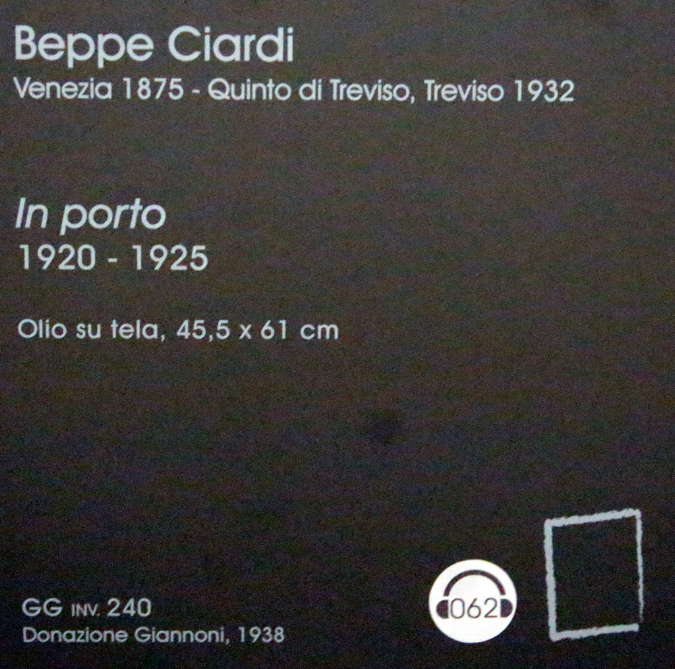 Beppe Ciardi
Venezia 1875 - Quinto di Treviso, Treviso 1932
In porto
1920 - 1925
Olio su tela, 45,5 x 61 cm
062
GG INV. 240
Donazione Giannoni, 1938